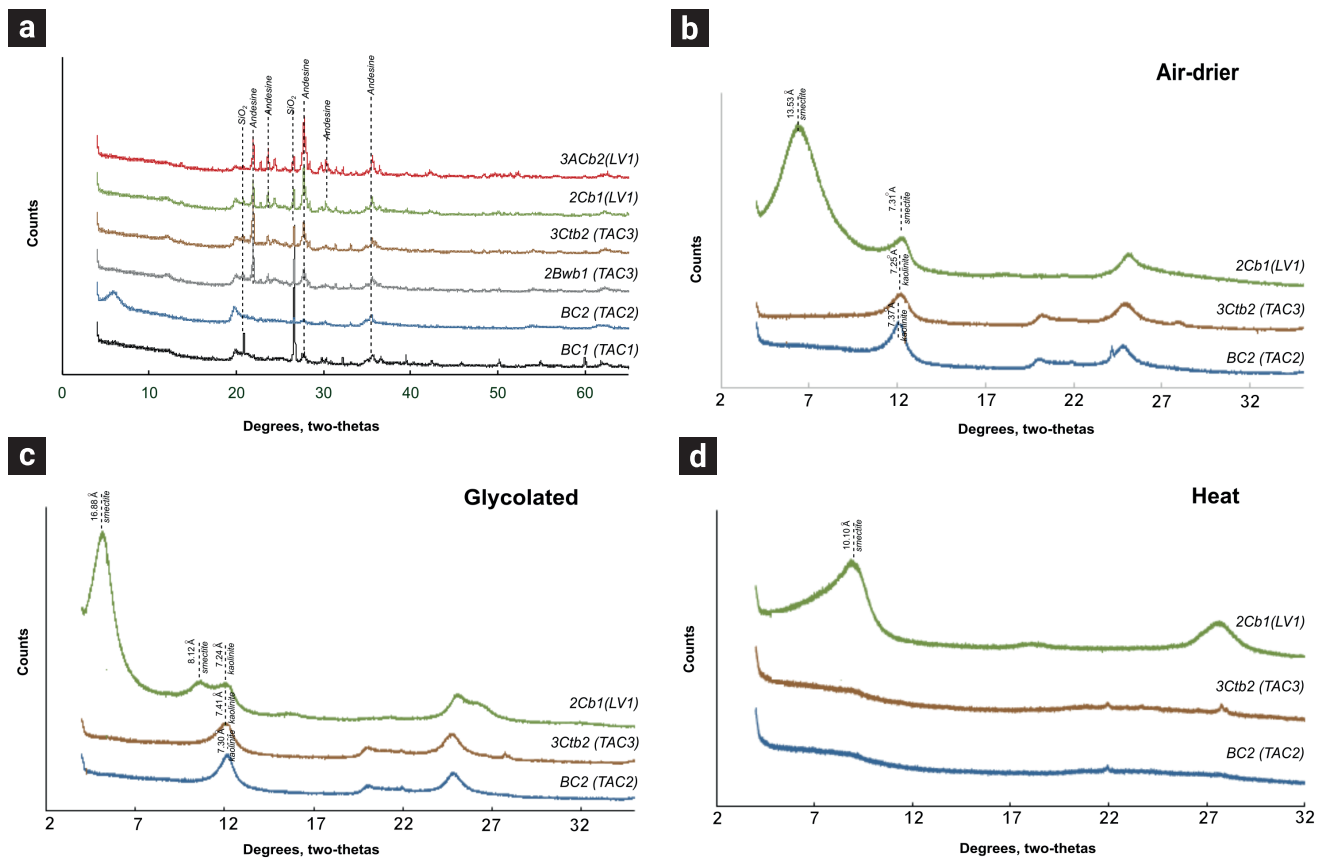 a
SiO2
Andesine
Andesine
SiO2
Andesine
Andesine
Andesine
3ACb2(LV1)
2Cb1(LV1)
3Ctb2 (TAC3)
2Bwb1 (TAC3)
BC2 (TAC2)
BC1 (TAC1)
Counts
0 10 20 30 40 50 60
Degrees, two-thetas
b
Air-drier
13.53 Å
smectite
7.31 Å
smectite
7.25 Å
kaolinite
7.37 Å
kaolinite
2Cb1(LV1)
3Ctb2 (TAC3)
BC2 (TAC2)
Counts
2 7 12 17 22 27 32
Degrees, two-thetas
c
Glycolated
16.88 Å
smectite
8.12 Å
smectite
7.24 Å
kaolinite
7.41 Å
kaolinite
7.30 Å
kaolinite
2Cb1(LV1)
3Ctb2 (TAC3)
BC2 (TAC2)
Counts
2 7 12 17 22 27 32
Degrees, two-thetas
d
Heat
10.10 Å
smectite
2Cb1(LV1)
3Ctb2 (TAC3)
BC2 (TAC2)
Counts
2 7 12 17 22 27 32
Degrees, two-thetas